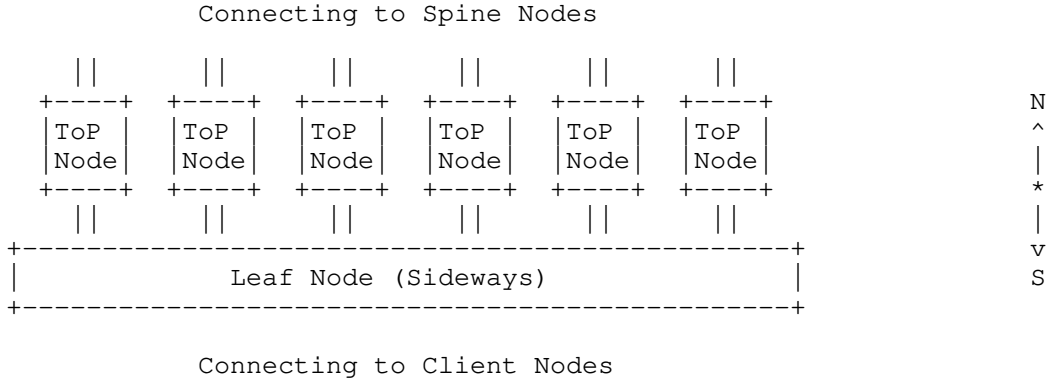 Connecting to Spine Nodes
|| || || || || ||
+----+ +----+ +----+ +----+ +----+ +----+ N
|ToP | |ToP | |ToP | |ToP | |ToP | |ToP | ^
|Node| |Node| |Node| |Node| |Node| |Node| |
+----+ +----+ +----+ +----+ +----+ +----+ *
|| || || || || || |
+------------------------------------------------+ v
| Leaf Node (Sideways) | S
+------------------------------------------------+
Connecting to Client Nodes